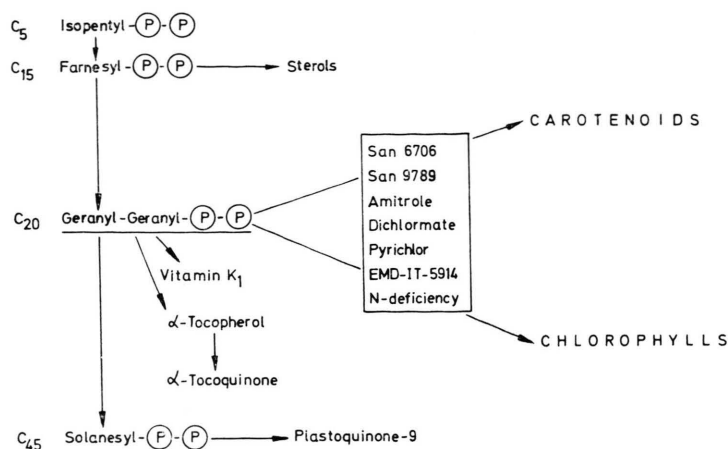 C5 Isopentyl-P-P
C15 Farnesyl-P-P Sterols
CAROTENOIDS
San 6706
San 9789
Amitrole
Dichlormate
Pyrichlor
EMD-IT-5914
N-deficiency
C20 Geranyl-Geranyl-P-P
Vitamin K1
α-Tocopherol
CHLOROPHYLLS
α-Tocoquinone
C45 Solanesyl-P-P Plastoquinone-9